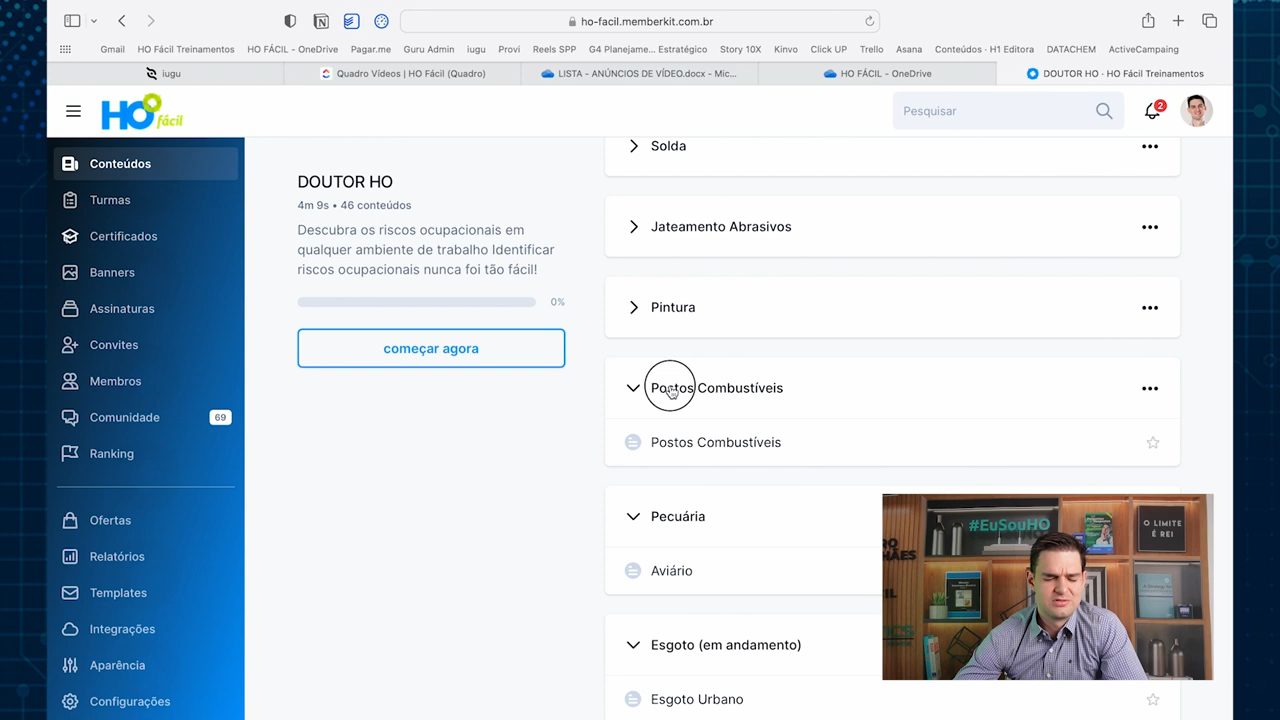 ho-facil.memberkit.com.br
Gmail HO Fácil Treinamentos HO FÁCIL - OneDrive Pagar.me Guru Admin iugu Provi Reels SPP G4 Planejame... Estratégico Story 10X Kinvo Click UP Trello Asana Conteúdos · H1 Editora DATACHEM ActiveCampaing
iugu Quadro Vídeos | HO Fácil (Quadro) LISTA - ANÚNCIOS DE VÍDEO.docx - Mic... HO FÁCIL - OneDrive DOUTOR HO · HO Fácil Treinamentos
HO fácil
Pesquisar
2
Conteúdos
Turmas
Certificados
Banners
Assinaturas
Convites
Membros
Comunidade 69
Ranking
Ofertas
Relatórios
Templates
Integrações
Aparência
Configurações
DOUTOR HO
4m 9s • 46 conteúdos
Descubra os riscos ocupacionais em
qualquer ambiente de trabalho Identificar
riscos ocupacionais nunca foi tão fácil!
0%
começar agora
Solda
Jateamento Abrasivos
Pintura
Postos Combustíveis
Postos Combustíveis
Pecuária
Aviário
Esgoto (em andamento)
Esgoto Urbano
#EuSouHO
O LIMITE
É REI